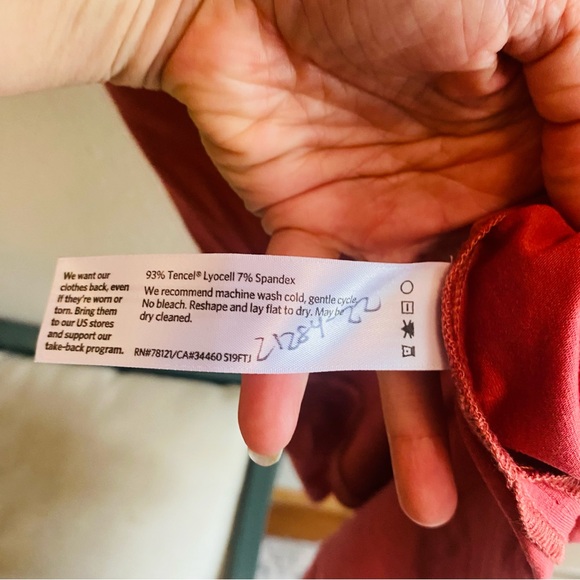 We want our
clothes back, even
if they're worn or
torn. Bring them
to our US stores
and support our
take-back program.
93% Tencel® Lyocell 7% Spandex
We recommend machine wash cold, gentle cycle.
No bleach. Reshape and lay flat to dry. May be
dry cleaned.
RN#78121/CA#34460 S19FTJ
21284-22